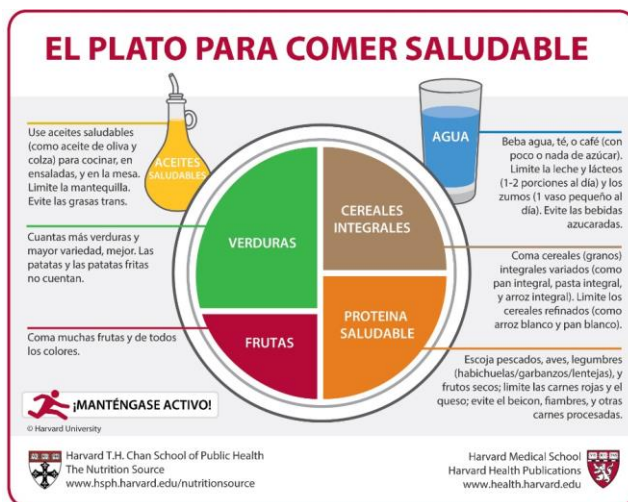 EL PLATO PARA COMER SALUDABLE
Use aceites saludables
(como aceite de oliva y
colza) para cocinar, en
ensaladas, y en la mesa.
Limite la mantequilla.
Evite las grasas trans.
ACEITES
SALUDABLES
AGUA
Beba agua, té, o café (con
poco o nada de azúcar).
Limite la leche y lácteos
(1-2 porciones al día) y los
zumos (1 vaso pequeño al
día). Evite las bebidas
azucaradas.
Cuantas más verduras y
mayor variedad, mejor. Las
patatas y las patatas fritas
no cuentan.
VERDURAS
CEREALES
INTEGRALES
Coma cereales (granos)
integrales variados (como
pan integral, pasta integral,
y arroz integral). Limite los
cereales refinados (como
arroz blanco y pan blanco).
Coma muchas frutas y de todos
los colores.
FRUTAS
PROTEINA
SALUDABLE
Escoja pescados, aves, legumbres
(habichuelas/garbanzos/lentejas), y
frutos secos; limite las carnes rojas y el
queso; evite el beicon, fiambres, y otras
carnes procesadas.
¡MANTÉNGASE ACTIVO!
© Harvard University
Harvard T.H. Chan School of Public Health
The Nutrition Source
www.hsph.harvard.edu/nutritionsource
Harvard Medical School
Harvard Health Publications
www.health.harvard.edu